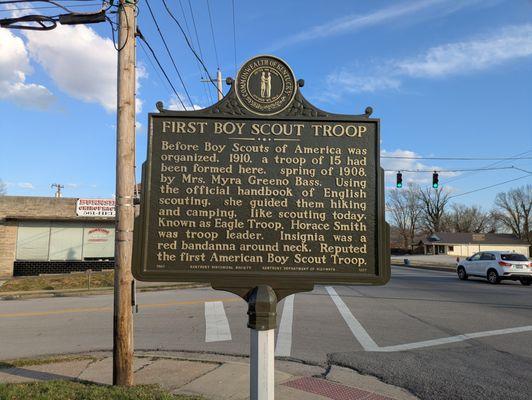 COMMONWEALTH OF KENTUCKY
FIRST BOY SCOUT TROOP
Before Boy Scouts of America was
organized, 1910, a troop of 15 had
been formed here, spring of 1908,
by Mrs. Myra Greeno Bass. Using
the official handbook of English
scouting, she guided them hiking
and camping, like scouting today.
Known as Eagle Troop, Horace Smith
was troop leader. Insignia was a
red bandanna around neck. Reputed
the first American Boy Scout Troop.
KENTUCKY HISTORICAL SOCIETY KENTUCKY DEPARTMENT OF HIGHWAYS